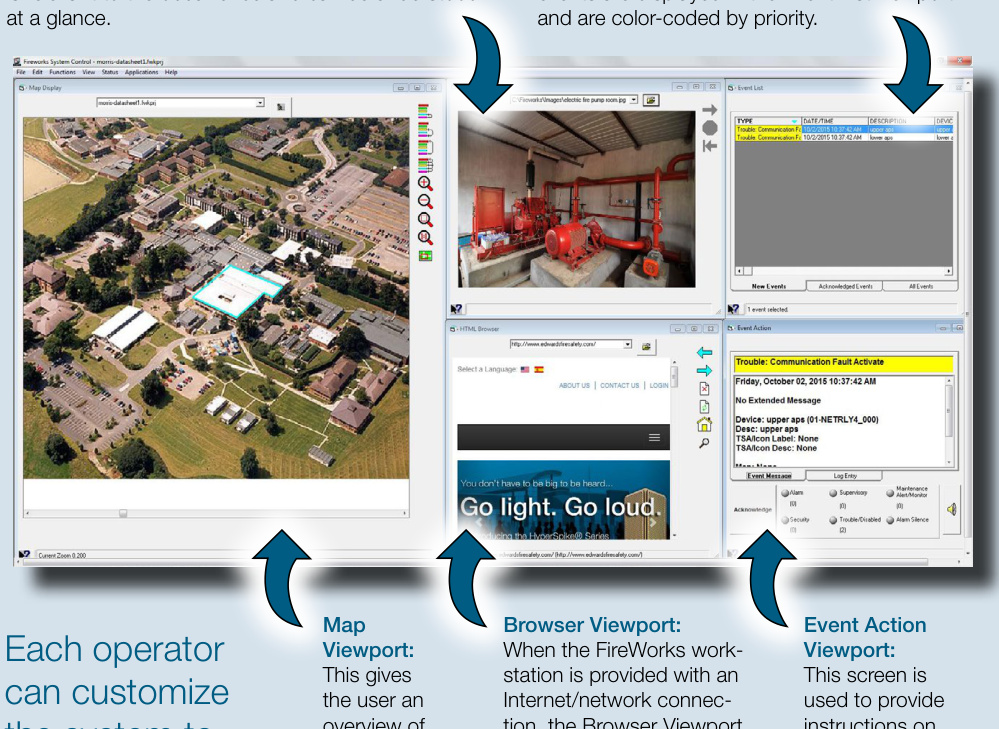 at a glance.
and are color-coded by priority.
Fireworks System Control - morris-datasheet1.fwkprj
File Edit Functions View Status Applications Help
Map Display
morris-datasheet1.fwkprj
C:\Fireworks\Images\electric fire pump room.jpg
Event List
TYPE DATE/TIME DESCRIPTION DEVIC
Trouble: Communication Fa 10/2/2015 10:37:42 AM upper aps upper
Trouble: Communication Fa 10/2/2015 10:37:42 AM lower aps lower a
New Events Acknowledged Events All Events
1 event selected.
HTML Browser
http://www.edwardsfiresafety.com/
Select a Language:
ABOUT US | CONTACT US | LOGIN
You don't have to be big to be heard...
Go light. Go loud.
the HyperSpike® Series
wardsfiresafety.com/ [http://www.edwardsfiresafety.com/]
Event Action
Trouble: Communication Fault Activate
Friday, October 02, 2015 10:37:42 AM
No Extended Message
Device: upper aps (01-NETRLY4_000)
Desc: upper aps
TSA/Icon Label: None
TSA/Icon Desc: None
Event Message Log Entry
Acknowledge
Alarm Supervisory Maintenance Alert/Monitor
(0) (0) (0)
Security Trouble/Disabled Alarm Silence
(0) (2)
Current Zoom 0.200
Each operator
can customize
the system to
Map
Viewport:
This gives
the user an
overview of
Browser Viewport:
When the FireWorks work-
station is provided with an
Internet/network connec-
tion, the Browser Viewport
Event Action
Viewport:
This screen is
used to provide
instructions on